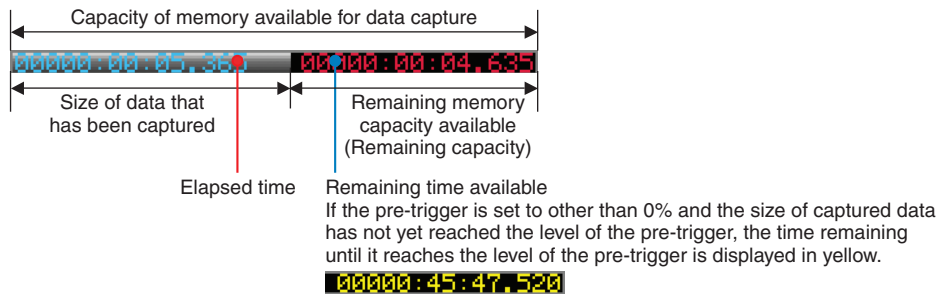 Capacity of memory available for data capture
00000:00:05.365 00000:00:04.635
Size of data that
has been captured
Remaining memory
capacity available
(Remaining capacity)
Elapsed time
Remaining time available
If the pre-trigger is set to other than 0% and the size of captured data
has not yet reached the level of the pre-trigger, the time remaining
until it reaches the level of the pre-trigger is displayed in yellow.
00000:45:47.520